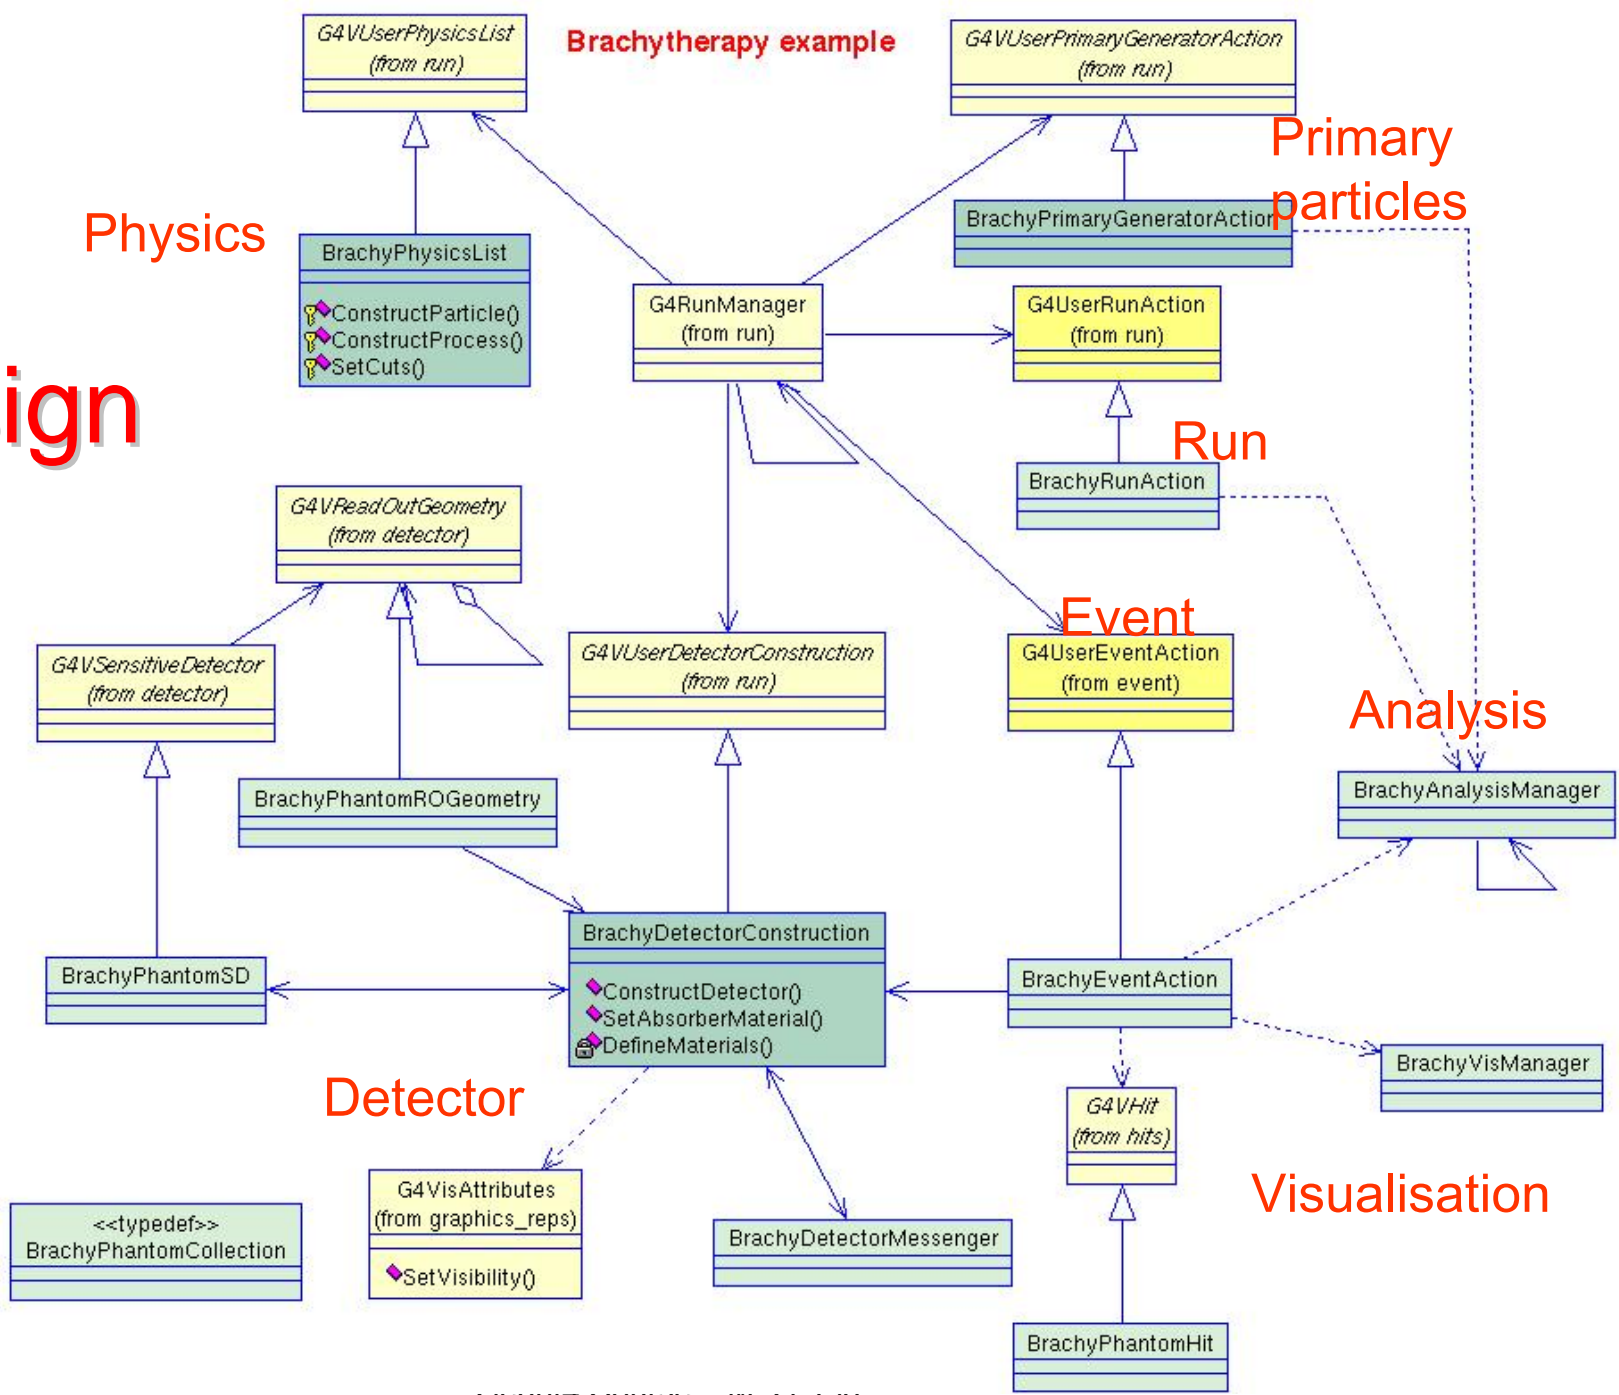 G4VUserPhysicsList
(from run)
Brachytherapy example
G4VUserPrimaryGeneratorAction
(from run)
Primary
particles
BrachyPrimaryGeneratorAction
Physics
BrachyPhysicsList
ConstructParticle()
ConstructProcess()
SetCuts()
G4RunManager
(from run)
G4UserRunAction
(from run)
ign
Run
BrachyRunAction
G4VReadOutGeometry
(from detector)
Event
G4VSensitiveDetector
(from detector)
G4VUserDetectorConstruction
(from run)
G4UserEventAction
(from event)
Analysis
BrachyPhantomROGeometry
BrachyAnalysisManager
BrachyDetectorConstruction
ConstructDetector()
SetAbsorberMaterial()
DefineMaterials()
BrachyPhantomSD
BrachyEventAction
BrachyVisManager
Detector
G4VHit
(from hits)
G4VisAttributes
(from graphics_reps)
SetVisibility()
Visualisation
<<typedef>>
BrachyPhantomCollection
BrachyDetectorMessenger
BrachyPhantomHit